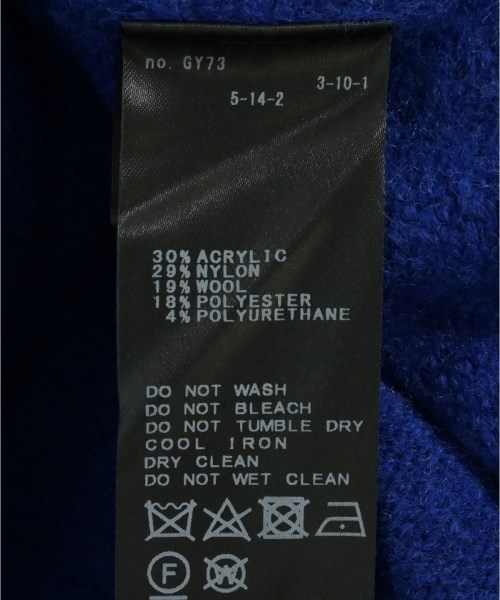 no. GY73
3-10-1
5-14-2
30% ACRYLIC
29% NYLON
19% WOOL
18% POLYESTER
4% POLYURETHANE
DO NOT WASH
DO NOT BLEACH
DO NOT TUMBLE DRY
COOL IRON
DRY CLEAN
DO NOT WET CLEAN
F W